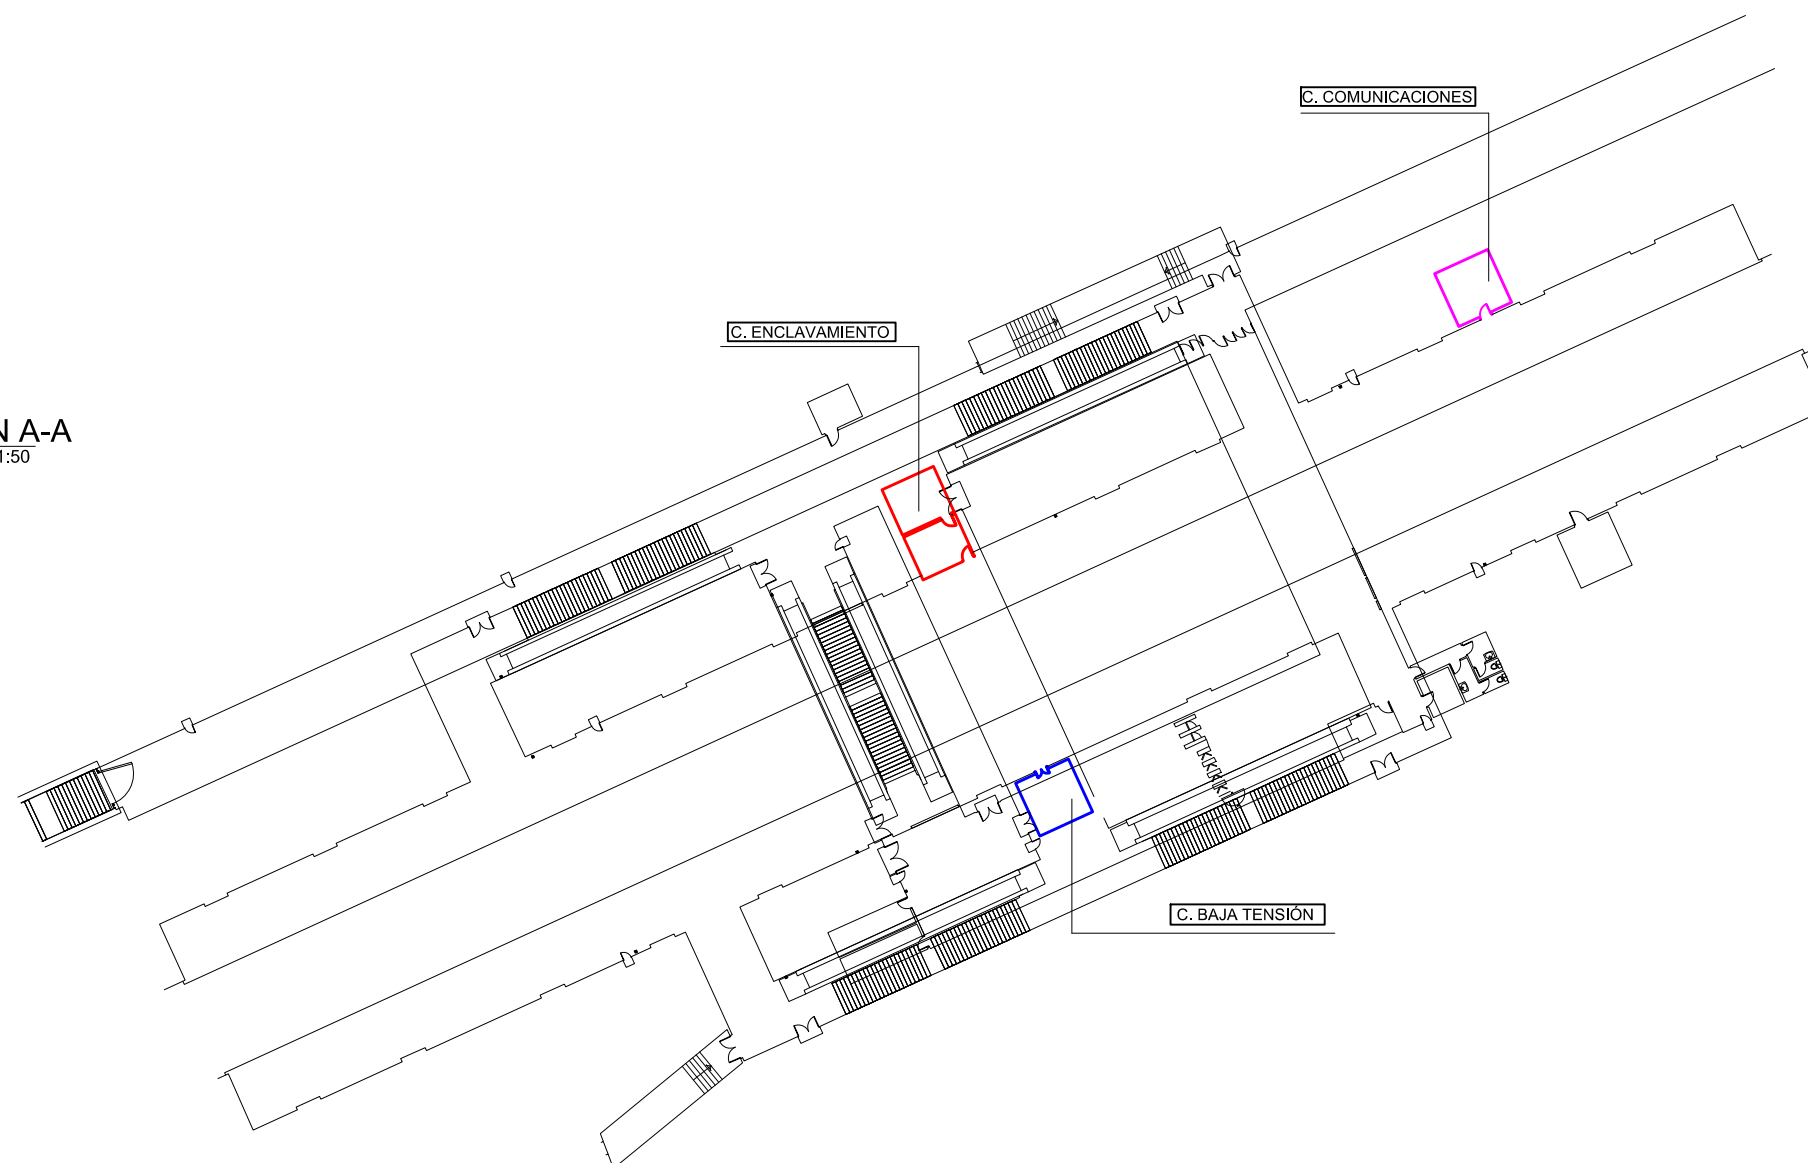 C. COMUNICACIONES
C. ENCLAVAMIENTO
N A-A
1:50
C. BAJA TENSIÓN